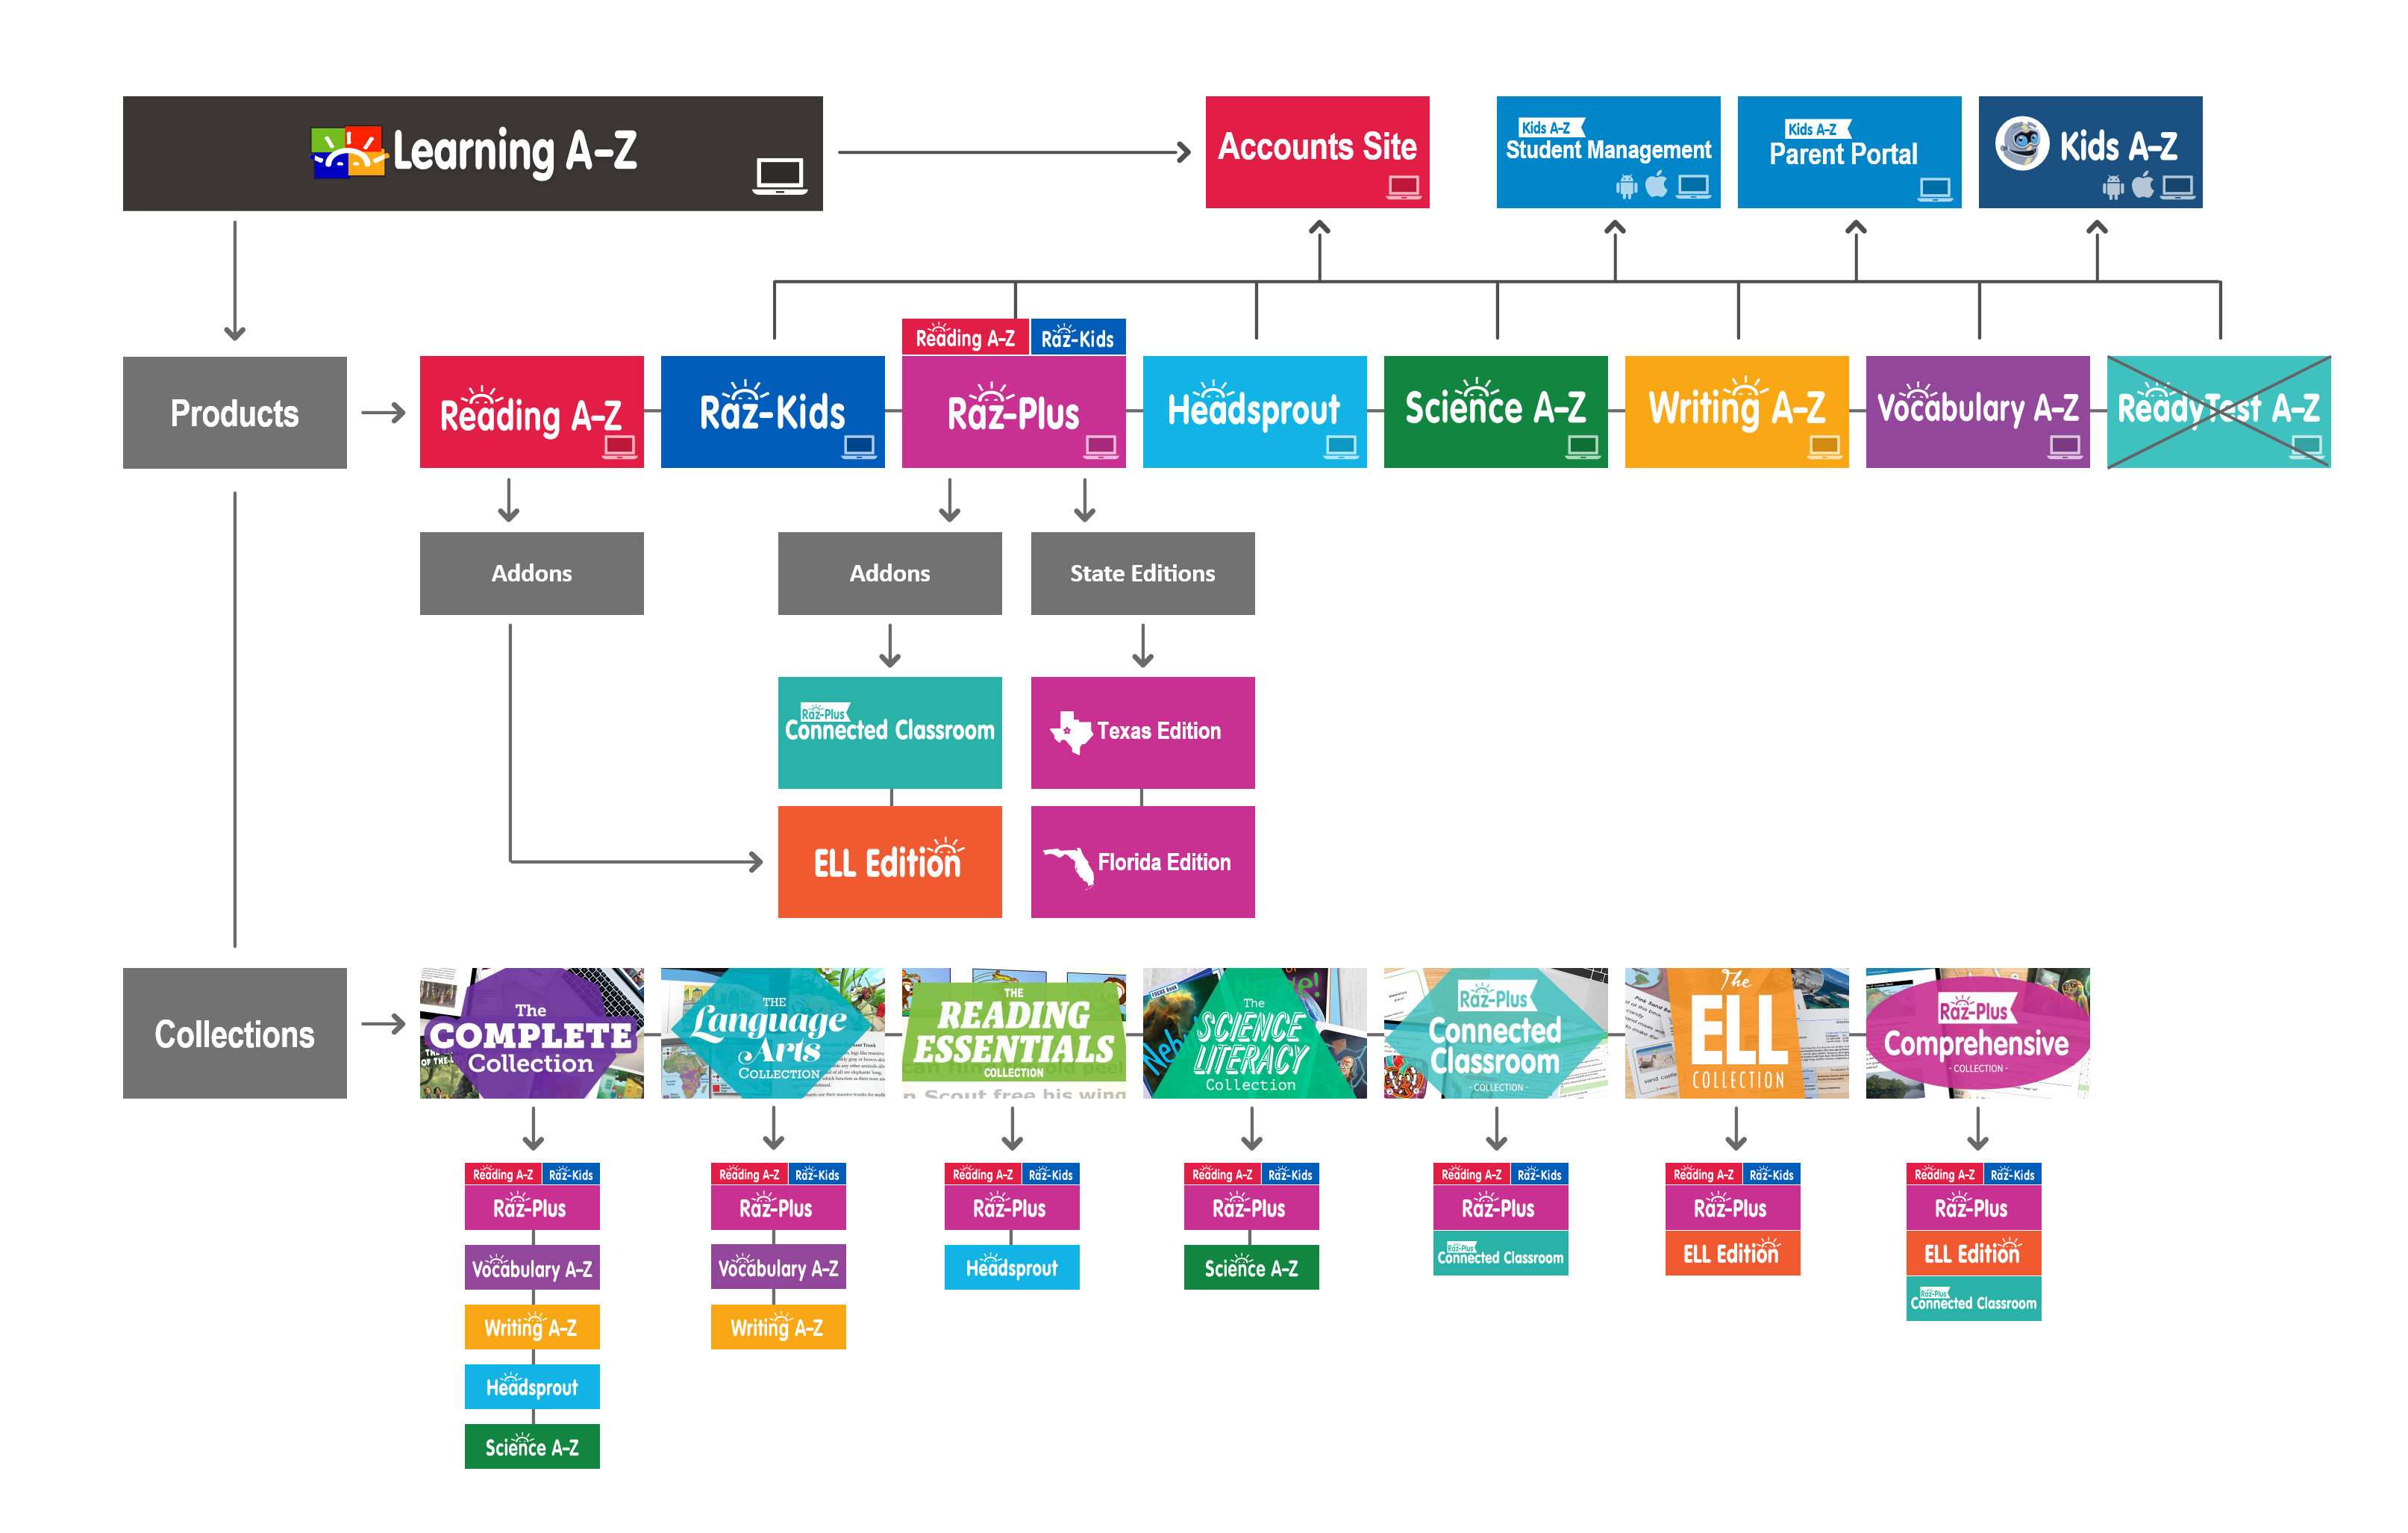 Learning A-Z
Accounts Site
Kids A-Z
Student Management
Kids A-Z
Parent Portal
Kids A-Z
Products
Reading A-Z
Reading A-Z
Raz-Kids
Raz-Kids
Raz-Plus
Headsprout
Science A-Z
Writing A-Z
Vocabulary A-Z
ReadyTest A-Z
Addons
Addons
State Editions
Raz-Plus
Connected Classroom
Texas Edition
ELL Edition
Florida Edition
Collections
The
COMPLETE
Collection
THE
Language
Arts
COLLECTION
THE
READING
ESSENTIALS
COLLECTION
n Scout free his wing
The
SCIENCE
LITERACY
Collection
FOCUS Book
Raz-Plus
Connected
Classroom
- COLLECTION -
The
ELL
COLLECTION
Raz-Plus
Comprehensive
- COLLECTION -
Reading A-Z
Raz-Kids
Raz-Plus
Vocabulary A-Z
Writing A-Z
Headsprout
Science A-Z
Reading A-Z
Raz-Kids
Raz-Plus
Vocabulary A-Z
Writing A-Z
Reading A-Z
Raz-Kids
Raz-Plus
Headsprout
Reading A-Z
Raz-Kids
Raz-Plus
Science A-Z
Reading A-Z
Raz-Kids
Raz-Plus
Raz-Plus
Connected Classroom
Reading A-Z
Raz-Kids
Raz-Plus
ELL Edition
Reading A-Z
Raz-Kids
Raz-Plus
ELL Edition
Raz-Plus
Connected Classroom